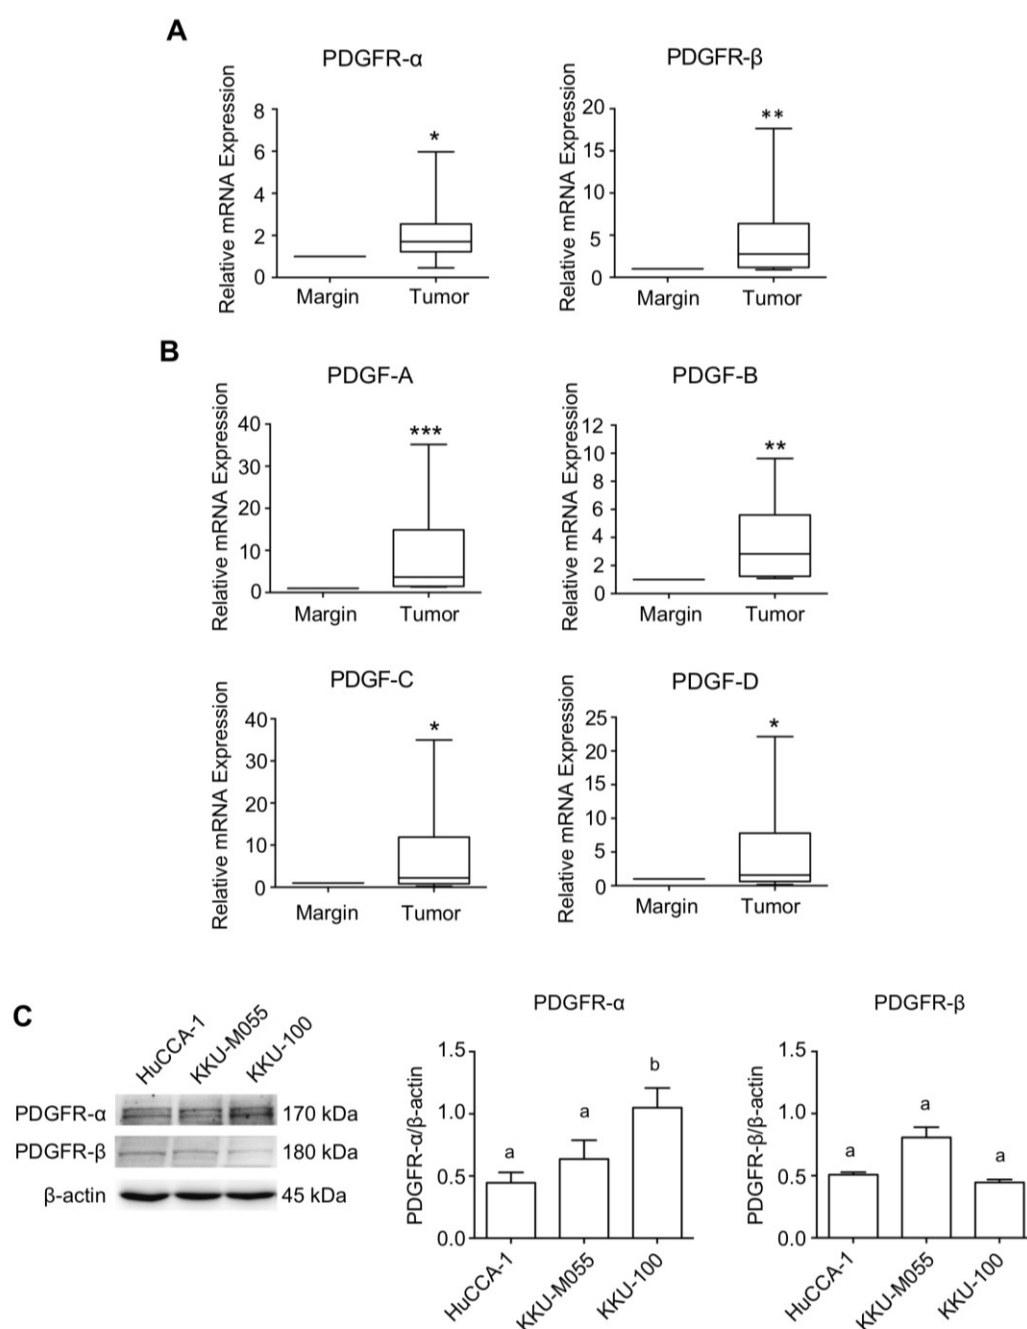 A
PDGFR-α
Relative mRNA Expression
8
6
4
2
0
*
Margin
Tumor
PDGFR-β
Relative mRNA Expression
20
15
10
5
0
**
Margin
Tumor
B
PDGF-A
Relative mRNA Expression
40
30
20
10
0
***
Margin
Tumor
PDGF-B
Relative mRNA Expression
12
10
8
6
4
2
0
**
Margin
Tumor
PDGF-C
Relative mRNA Expression
40
30
20
10
0
*
Margin
Tumor
PDGF-D
Relative mRNA Expression
25
20
15
10
5
0
*
Margin
Tumor
C
HuCCA-1
KKU-M055
KKU-100
PDGFR-α
170 kDa
PDGFR-β
180 kDa
β-actin
45 kDa
PDGFR-α
PDGFR-α/β-actin
1.5
1.0
0.5
0.0
a
a
b
HuCCA-1
KKU-M055
KKU-100
PDGFR-β
PDGFR-β/β-actin
1.5
1.0
0.5
0.0
a
a
a
HuCCA-1
KKU-M055
KKU-100